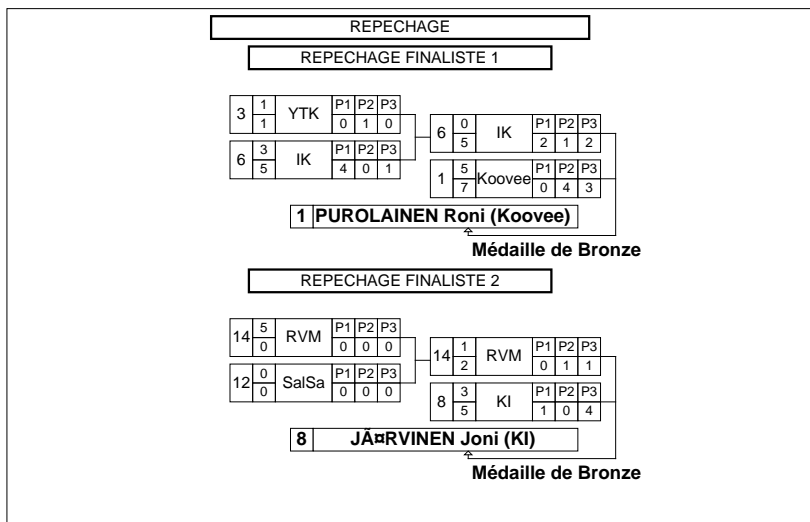 REPECHAGE
REPECHAGE FINALISTE 1
3 1 YTK P1 P2 P3
1 0 1 0
6 0 IK P1 P2 P3
5 2 1 2
6 3 IK P1 P2 P3
5 4 0 1
1 5 Koovee P1 P2 P3
7 0 4 3
1 PUROLAINEN Roni (Koovee)
Médaille de Bronze
REPECHAGE FINALISTE 2
14 5 RVM P1 P2 P3
0 0 0 0
14 1 RVM P1 P2 P3
2 0 1 1
12 0 SalSa P1 P2 P3
0 0 0 0
8 3 KI P1 P2 P3
5 1 0 4
8 JÃ¤RVINEN Joni (KI)
Médaille de Bronze